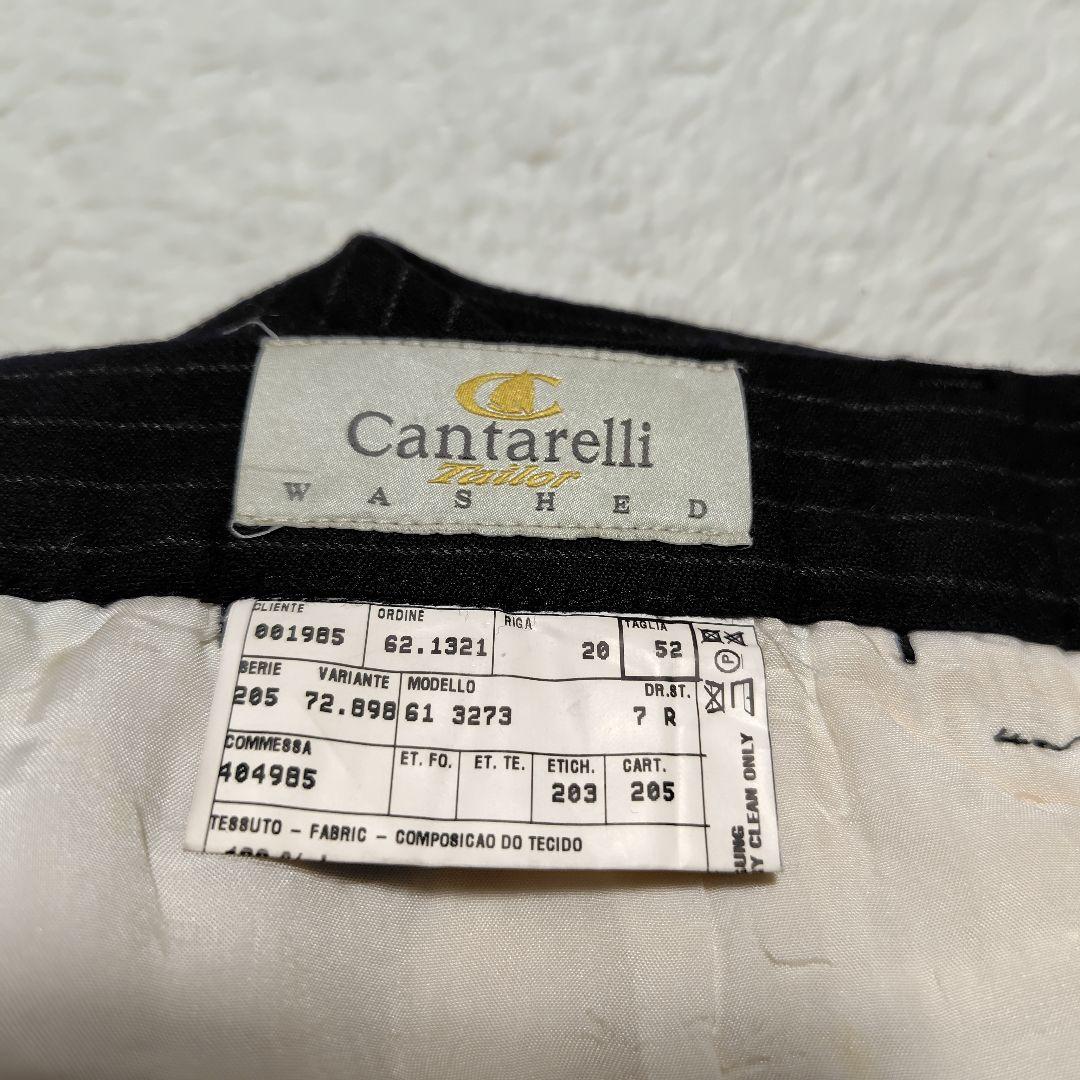 Cantarelli
Tailor
WASHED
CLIENTE ORDINE RIGA TAGLIA
001985 62.1321 20 52
P
SERIE VARIANTE MODELLO DR.ST.
205 72.898 61 3273 7 R
COMMESSA ET. FO. ET. TE. ETICH. CART.
404985 203 205
TESSUTO - FABRIC - COMPOSICAO DO TECIDO
CLEAN ONLY